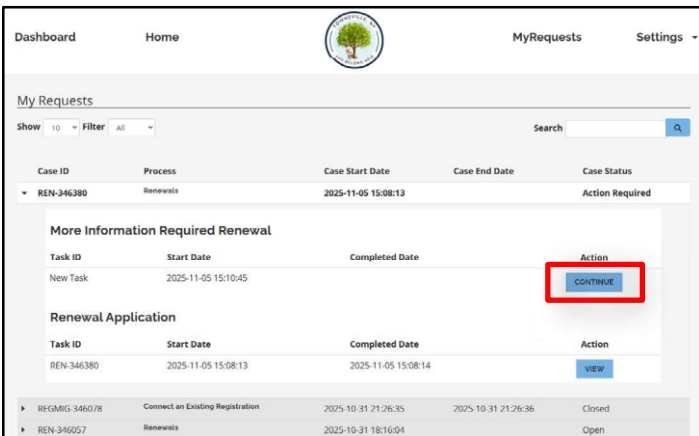 Dashboard Home MyRequests Settings
My Requests
Show 10 Filter All Search
Case ID Process Case Start Date Case End Date Case Status
REN-346380 Renewals 2025-11-05 15:08:13 Action Required
More Information Required Renewal
Task ID Start Date Completed Date Action
New Task 2025-11-05 15:10:45 CONTINUE
Renewal Application
Task ID Start Date Completed Date Action
REN-346380 2025-11-05 15:08:13 2025-11-05 15:08:14 VIEW
REGMIG-346078 Connect an Existing Registration 2025-10-31 21:26:35 2025-10-31 21:26:36 Closed
REN-346057 Renewals 2025-10-31 18:16:04 Open